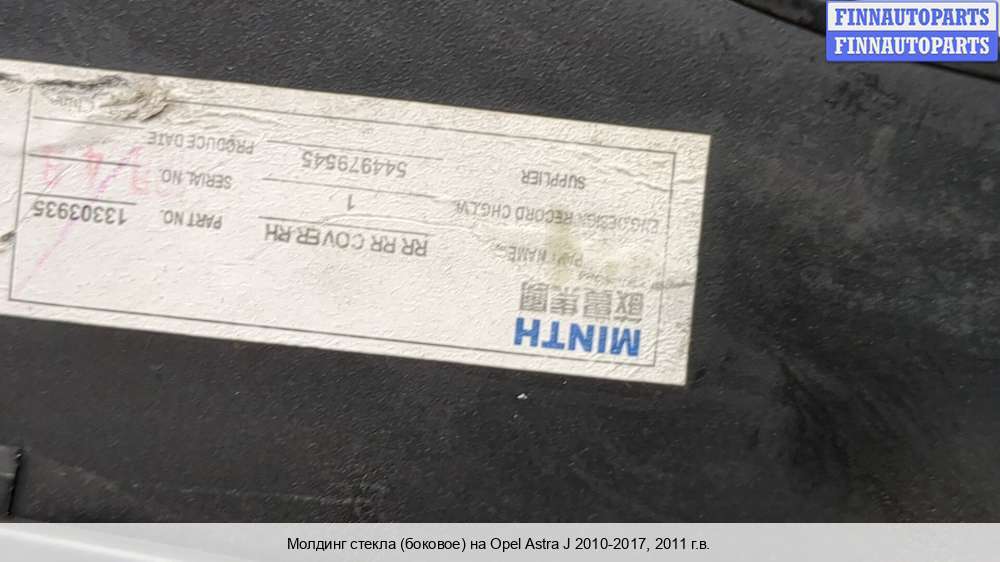 FINNAUTOPARTS
FINNAUTOPARTS
MINTH
敏實集團
PART NAME: RR RR COVER RH PART NO. 13303935
ENG.DESIGN RECORD CHG.LVL 1 SERIAL NO.
SUPPLIER 544979545 PRODUCE DATE
Молдинг стекла (боковое) на Opel Astra J 2010-2017, 2011 г.в.